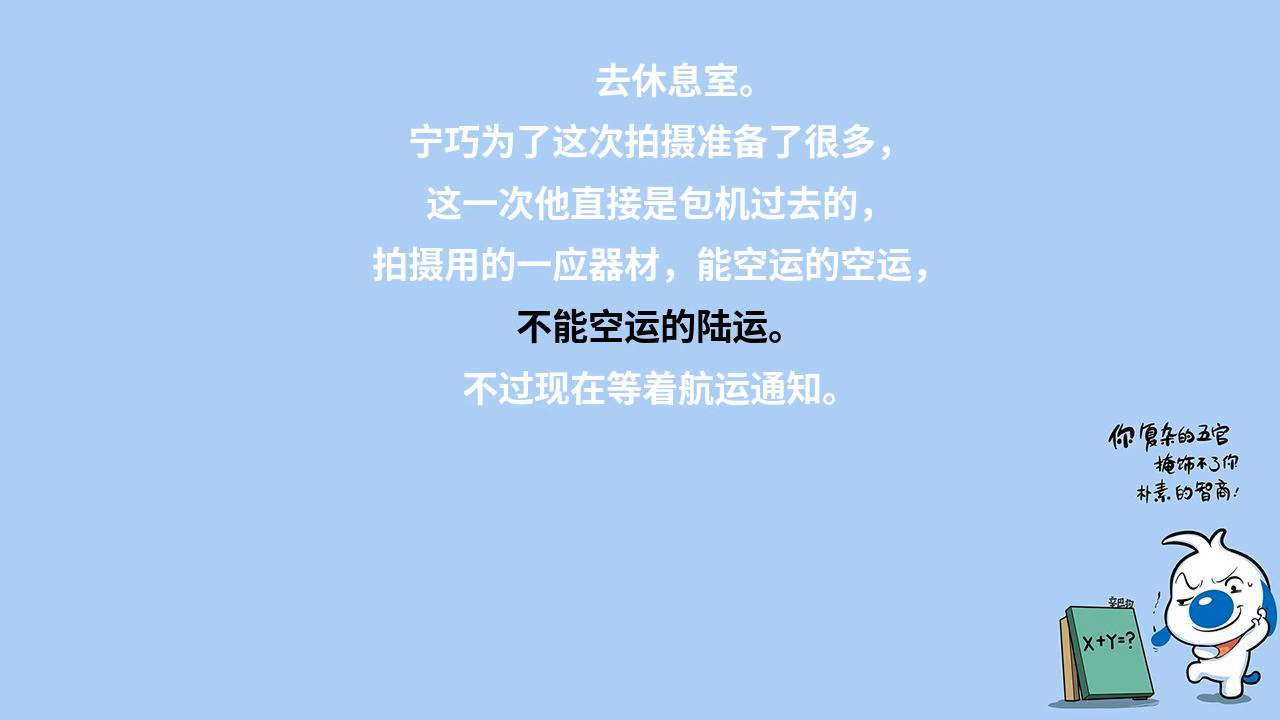 去休息室。
宁巧为了这次拍摄准备了很多，
这一次他直接是包机过去的，
拍摄用的一应器材，能空运的空运，
不能空运的陆运。
不过现在等着航运通知。
你复杂的五官
掩饰不了你
朴素的智商！
X+Y=?